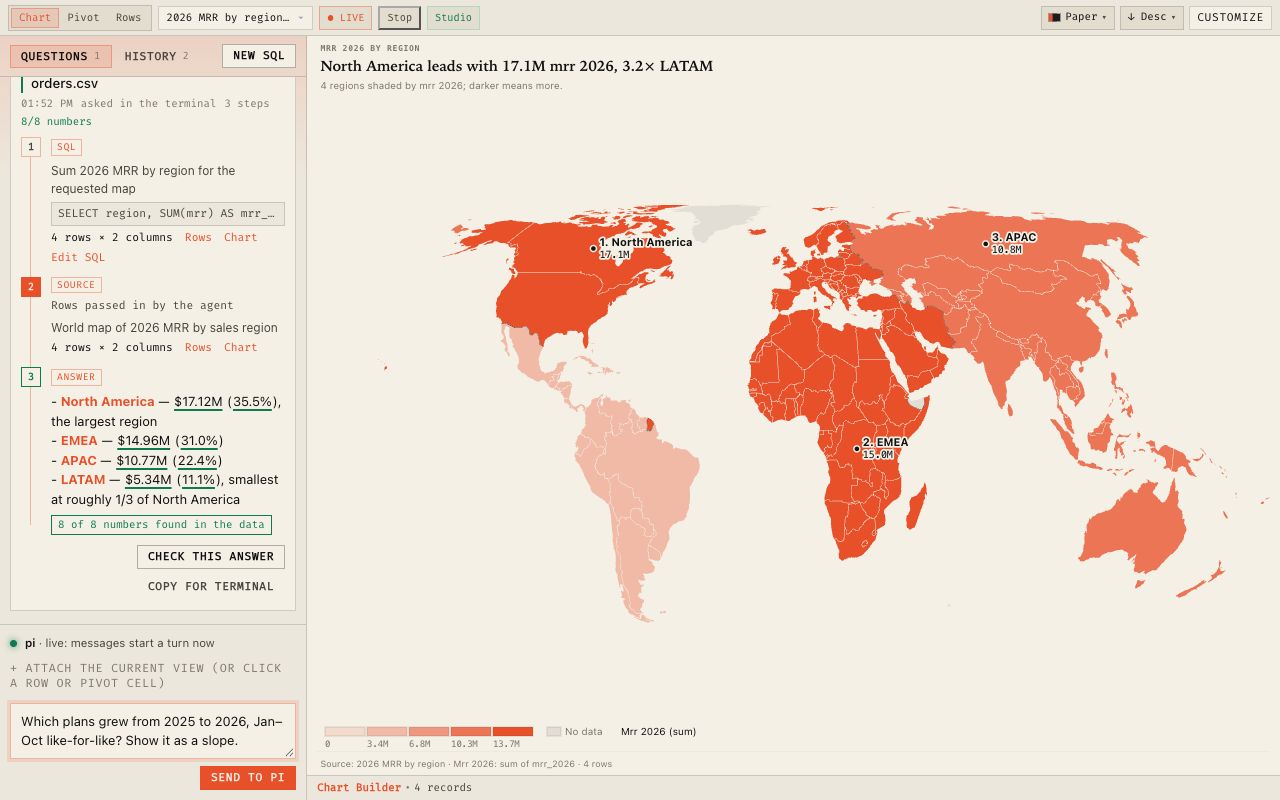 Chart Pivot Rows 2026 MRR by region… LIVE Stop Studio Paper ↓ Desc CUSTOMIZE
QUESTIONS 1 HISTORY 2 NEW SQL
orders.csv
01:52 PM asked in the terminal 3 steps
8/8 numbers
1 SQL
Sum 2026 MRR by region for the
requested map
SELECT region, SUM(mrr) AS mrr_…
4 rows × 2 columns Rows Chart
Edit SQL
2 SOURCE
Rows passed in by the agent
World map of 2026 MRR by sales region
4 rows × 2 columns Rows Chart
3 ANSWER
- North America — $17.12M (35.5%),
the largest region
- EMEA — $14.96M (31.0%)
- APAC — $10.77M (22.4%)
- LATAM — $5.34M (11.1%), smallest
at roughly 1/3 of North America
8 of 8 numbers found in the data
CHECK THIS ANSWER
COPY FOR TERMINAL
pi · live: messages start a turn now
+ ATTACH THE CURRENT VIEW (OR CLICK
A ROW OR PIVOT CELL)
Which plans grew from 2025 to 2026, Jan–
Oct like-for-like? Show it as a slope.
SEND TO PI
MRR 2026 BY REGION
North America leads with 17.1M mrr 2026, 3.2× LATAM
4 regions shaded by mrr 2026; darker means more.
1. North America
17.1M
3. APAC
10.8M
2. EMEA
15.0M
No data Mrr 2026 (sum)
0 3.4M 6.8M 10.3M 13.7M
Source: 2026 MRR by region · Mrr 2026: sum of mrr_2026 · 4 rows
Chart Builder • 4 records